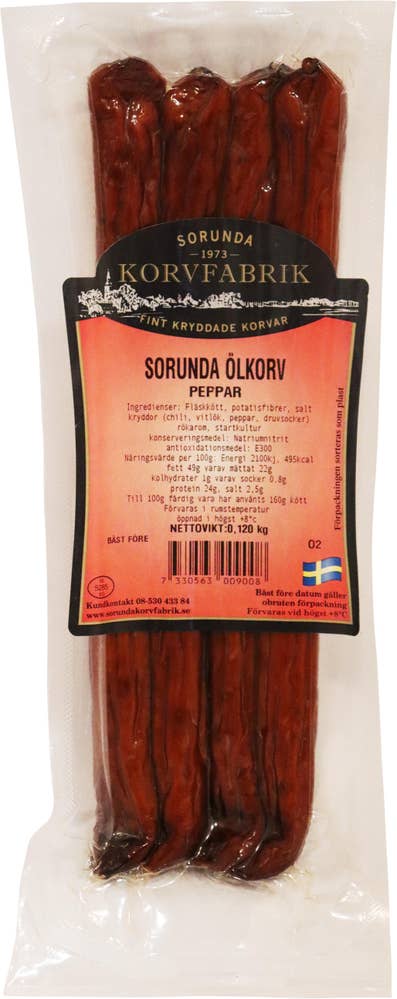 SORUNDA
1973
KORVFABRIK
FINT KRYDDADE KORVAR
SORUNDA ÖLKORV
PEPPAR
Ingredienser: Fläskkött, potatisfibrer, salt
kryddor (chili, vitlök, peppar, druvsocker)
rökarom, startkultur
konserveringsmedel: Natriumnitrit
antioxidationsmedel: E300
Näringsvärde per 100g: Energi 2100kj, 495kcal
fett 49g varav mättat 22g
kolhydrater 1g varav socker 0,8g
protein 24g, salt 2,5g
Till 100g färdig vara har använts 160g kött
Förvaras i rumstemperatur
öppnad i högst +8°c
NETTOVIKT:0,120 kg
BÄST FÖRE
02
7 330563 009008
5285
Kundkontakt 08-530 433 84
www.sorundakorvfabrik.se
Bäst före datum gäller
obruten förpackning
Förvaras vid högst +8°C
Förpackningen sorteras som plast